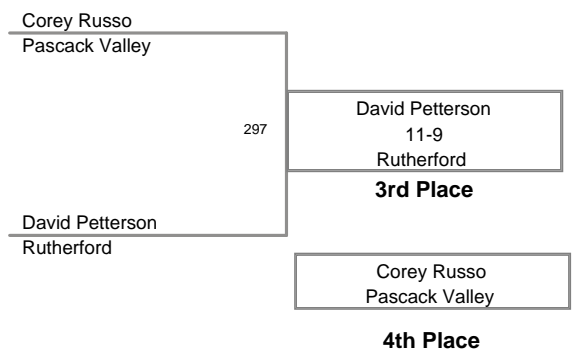 Corey Russo
Pascack Valley
297
David Petterson
11-9
Rutherford
3rd Place
David Petterson
Rutherford
Corey Russo
Pascack Valley
4th Place